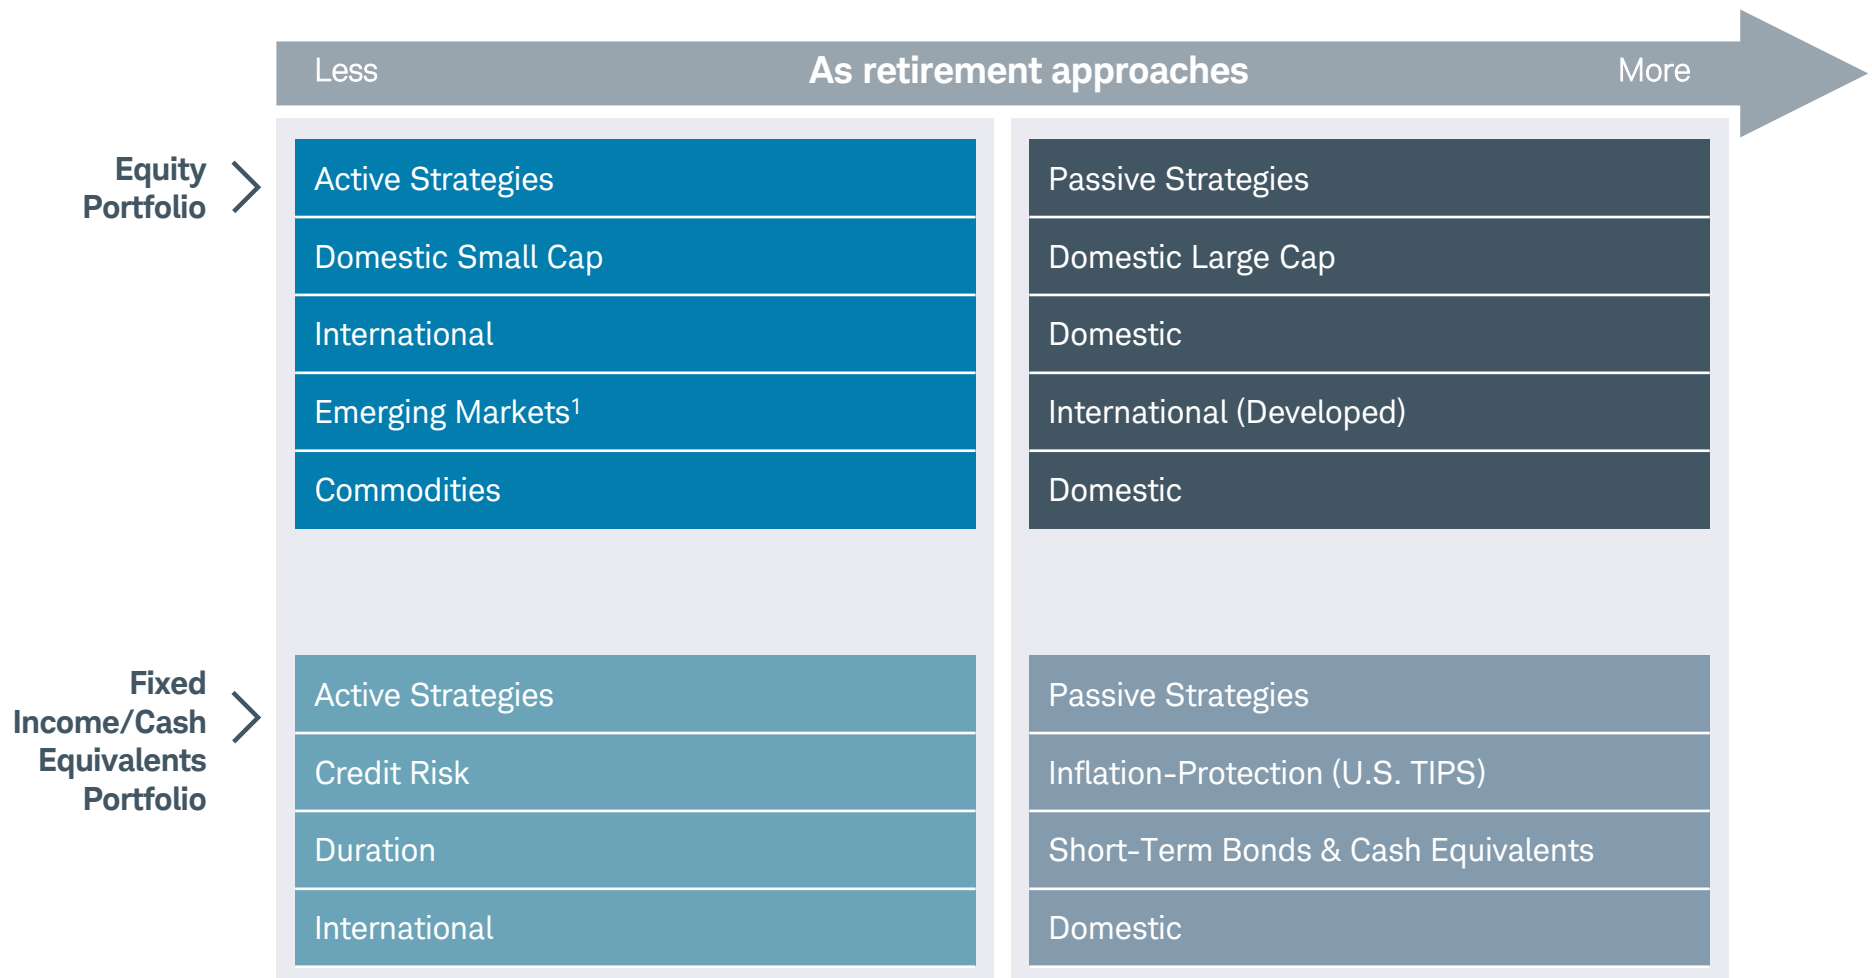 Less As retirement approaches More
Equity
Portfolio
Active Strategies
Domestic Small Cap
International
Emerging Markets¹
Commodities
Passive Strategies
Domestic Large Cap
Domestic
International (Developed)
Domestic
Fixed
Income/Cash
Equivalents
Portfolio
Active Strategies
Credit Risk
Duration
International
Passive Strategies
Inflation-Protection (U.S. TIPS)
Short-Term Bonds & Cash Equivalents
Domestic